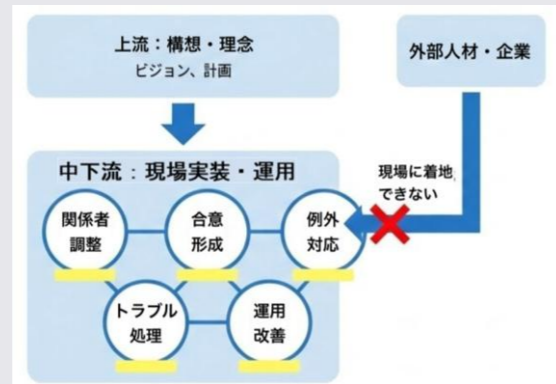 上流：構想・理念
ビジョン、計画
外部人材・企業
中下流：現場実装・運用
現場に着地
できない
関係者
調整
合意
形成
例外
対応
トラブル
処理
運用
改善